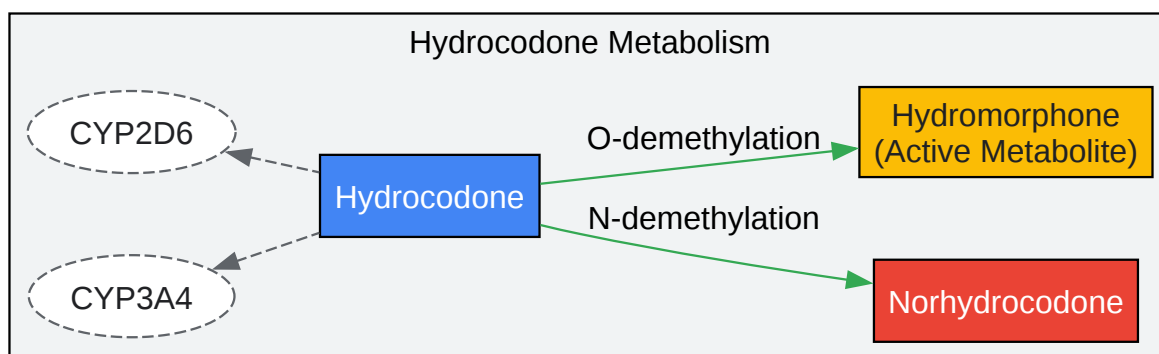 Hydrocodone Metabolism
CYP2D6
O-demethylation
Hydromorphone
(Active Metabolite)
Hydrocodone
N-demethylation
CYP3A4
Norhydrocodone